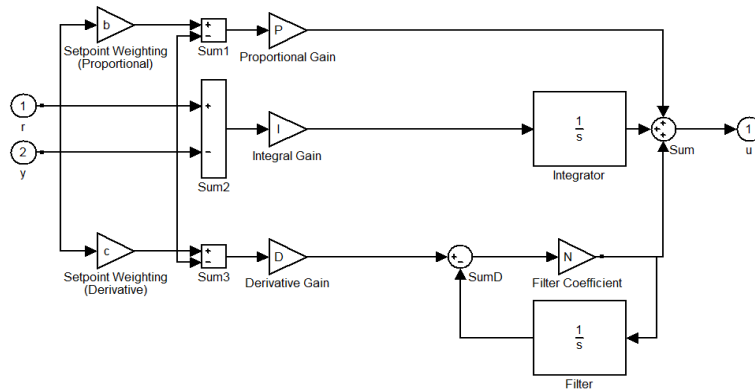 b
Setpoint Weighting
(Proportional)
+
−
Sum1
P
Proportional Gain
1
r
2
y
+
−
Sum2
I
Integral Gain
1
s
Integrator
+
+
+
Sum
1
u
c
Setpoint Weighting
(Derivative)
+
−
Sum3
D
Derivative Gain
+
−
SumD
N
Filter Coefficient
1
s
Filter